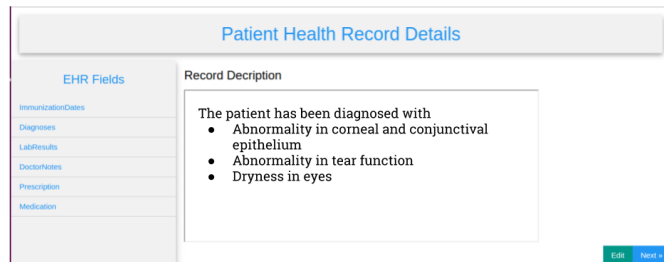 Patient Health Record Details
EHR Fields
ImmunizationDates
Diagnoses
LabResults
DoctorNotes
Prescription
Medication
Record Decription
The patient has been diagnosed with
● Abnormality in corneal and conjunctival
epithelium
● Abnormality in tear function
● Dryness in eyes
Edit
Next »